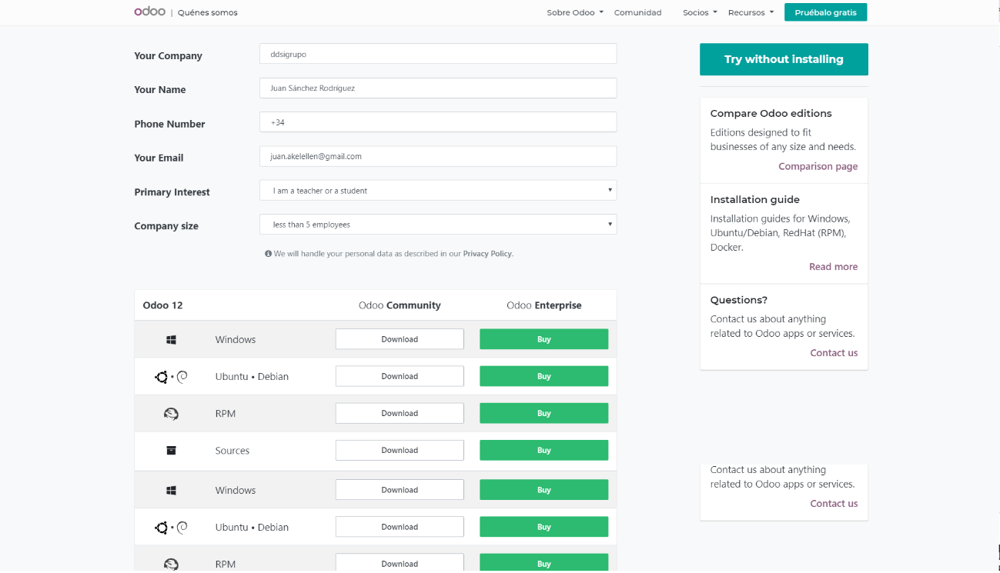 odoo | Quénes somos
Sobre Odoo Comunidad Socios Recursos Pruébalo gratis
Your Company ddsigrupo
Your Name Juan Sánchez Rodríguez
Phone Number +34
Your Email juan.akelellen@gmail.com
Primary Interest I am a teacher or a student
Company size less than 5 employees
We will handle your personal data as described in our Privacy Policy.
Odoo 12 Odoo Community Odoo Enterprise
Windows Download Buy
Ubuntu • Debian Download Buy
RPM Download Buy
Sources Download Buy
Windows Download Buy
Ubuntu • Debian Download Buy
RPM Download Buy
Try without installing
Compare Odoo editions
Editions designed to fit
businesses of any size and needs.
Comparison page
Installation guide
Installation guides for Windows,
Ubuntu/Debian, RedHat (RPM),
Docker.
Read more
Questions?
Contact us about anything
related to Odoo apps or services.
Contact us
Contact us about anything
related to Odoo apps or services.
Contact us